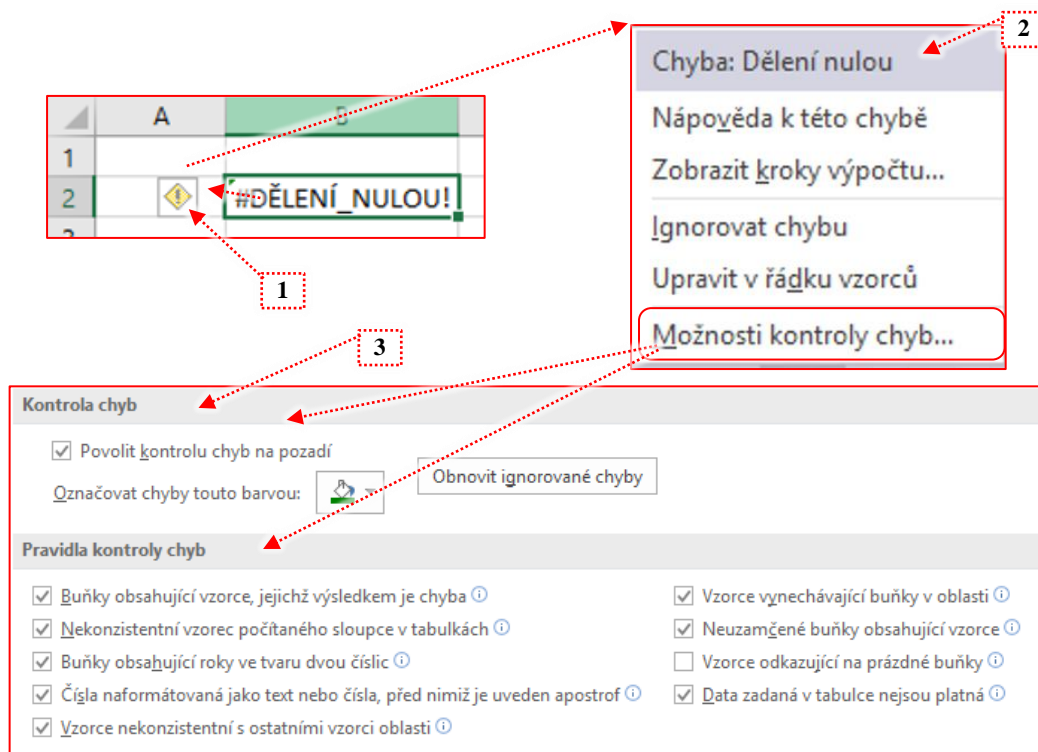 2
Chyba: Dělení nulou
Nápověda k této chybě
Zobrazit kroky výpočtu...
Ignorovat chybu
Upravit v řádku vzorců
Možnosti kontroly chyb...
A B
1
2 #DĚLENÍ_NULOU!
3
1
3
Kontrola chyb
Povolit kontrolu chyb na pozadí
Označovat chyby touto barvou:
Obnovit ignorované chyby
Pravidla kontroly chyb
Buňky obsahující vzorce, jejichž výsledkem je chyba
Nekonzistentní vzorec počítaného sloupce v tabulkách
Buňky obsahující roky ve tvaru dvou číslic
Čísla naformátovaná jako text nebo čísla, před nimiž je uveden apostrof
Vzorce nekonzistentní s ostatními vzorci oblasti
Vzorce vynechávající buňky v oblasti
Neuzamčené buňky obsahující vzorce
Vzorce odkazující na prázdné buňky
Data zadaná v tabulce nejsou platná